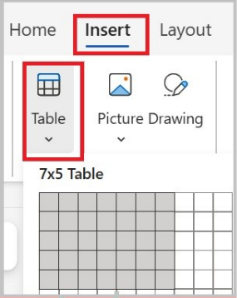 Home Insert Layout
Table Picture Drawing
7x5 Table